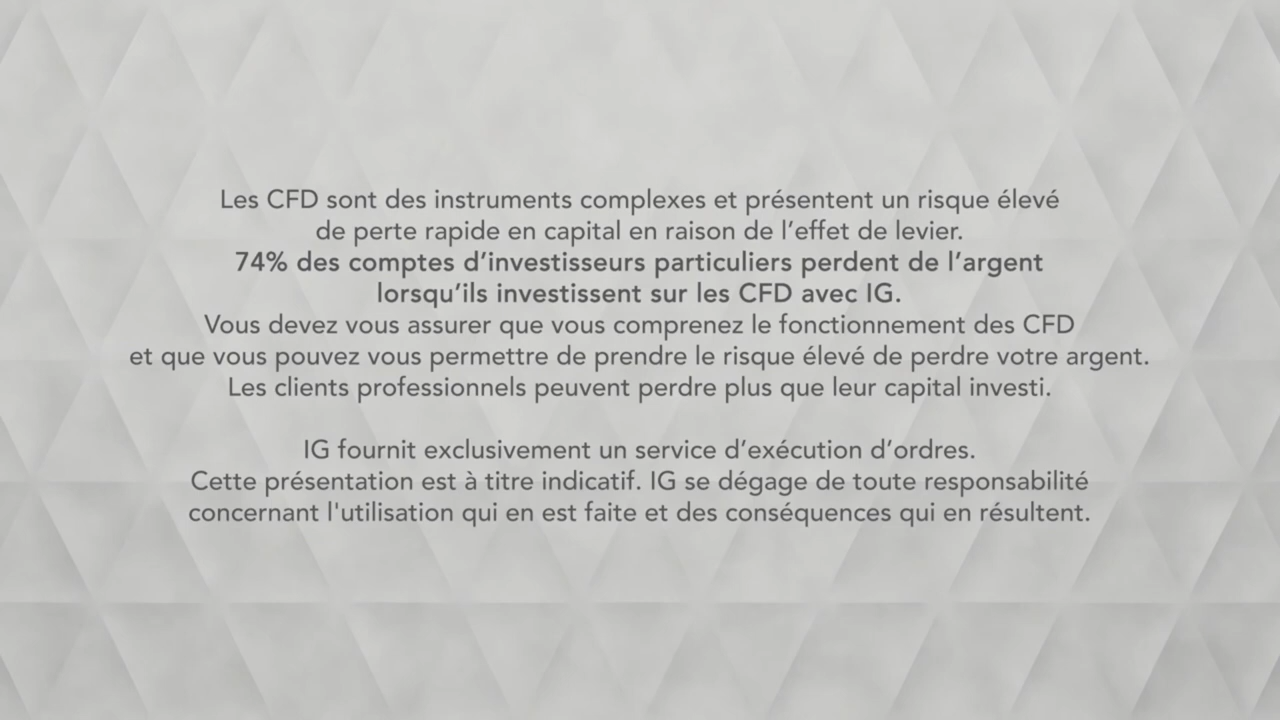 Les CFD sont des instruments complexes et présentent un risque élevé
de perte rapide en capital en raison de l’effet de levier.
74% des comptes d’investisseurs particuliers perdent de l’argent
lorsqu’ils investissent sur les CFD avec IG.
Vous devez vous assurer que vous comprenez le fonctionnement des CFD
et que vous pouvez vous permettre de prendre le risque élevé de perdre votre argent.
Les clients professionnels peuvent perdre plus que leur capital investi.
IG fournit exclusivement un service d’exécution d’ordres.
Cette présentation est à titre indicatif. IG se dégage de toute responsabilité
concernant l'utilisation qui en est faite et des conséquences qui en résultent.